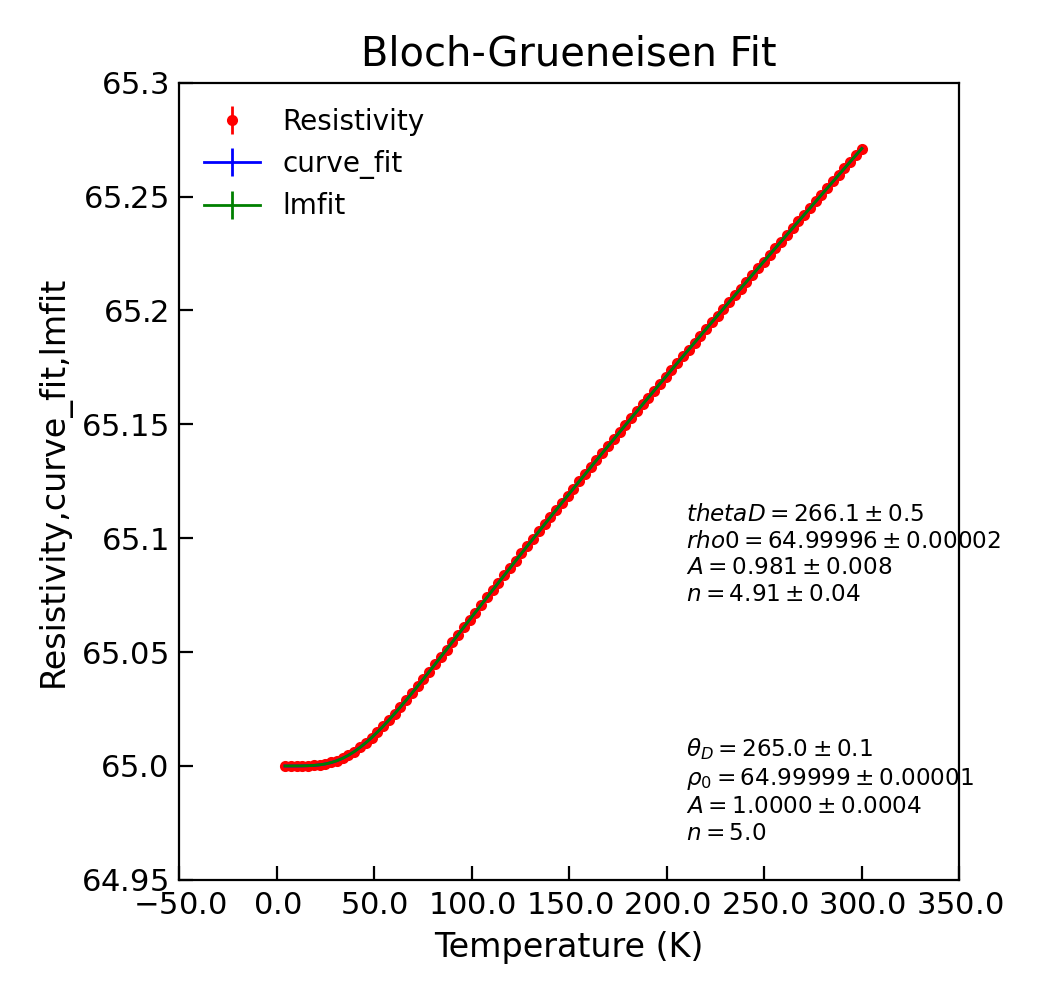 Bloch-Grueneisen Fit
65.3
65.25
65.2
65.15
65.1
65.05
65.0
64.95
Resistivity,curve_fit,lmfit
Resistivity
curve_fit
lmfit
thetaD = 266.1 ± 0.5
rho0 = 64.99996 ± 0.00002
A = 0.981 ± 0.008
n = 4.91 ± 0.04
θ_D = 265.0 ± 0.1
ρ_0 = 64.99999 ± 0.00001
A = 1.0000 ± 0.0004
n = 5.0
−50.0 0.0 50.0 100.0 150.0 200.0 250.0 300.0 350.0
Temperature (K)